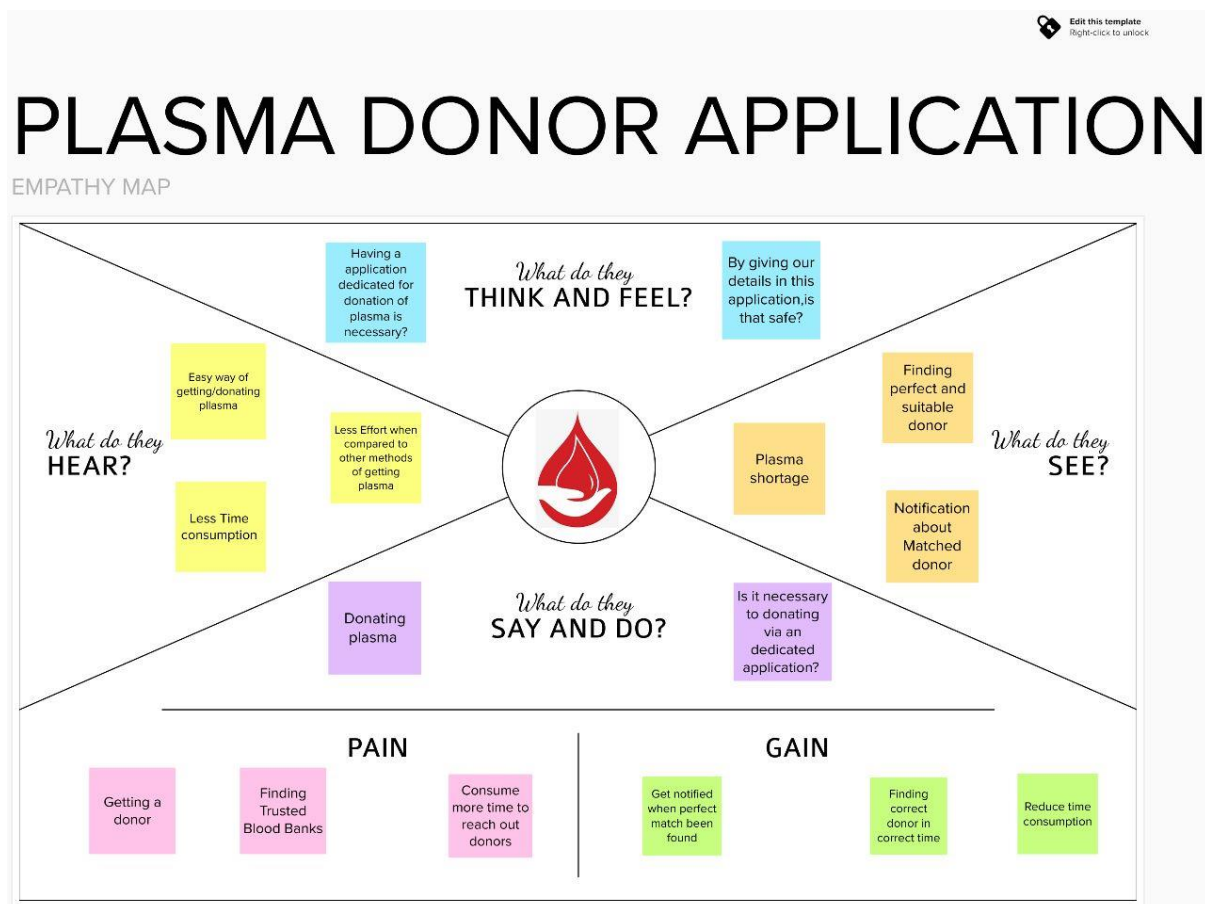 Edit this template
Right-click to unlock
PLASMA DONOR APPLICATION
EMPATHY MAP
Having a
application
dedicated for
donation of
plasma is
necessary?
What do they
THINK AND FEEL?
By giving our
details in this
application,is
that safe?
Easy way of
getting/donating
pllasma
What do they
HEAR?
Less Effort when
compared to
other methods
of getting
plasma
Less Time
consumption
Plasma
shortage
Finding
perfect and
suitable
donor
What do they
SEE?
Notification
about
Matched
donor
Donating
plasma
What do they
SAY AND DO?
Is it necessary
to donating
via an
dedicated
application?
PAIN
Getting a
donor
Finding
Trusted
Blood Banks
Consume
more time to
reach out
donors
GAIN
Get notified
when perfect
match been
found
Finding
correct
donor in
correct time
Reduce time
consumption